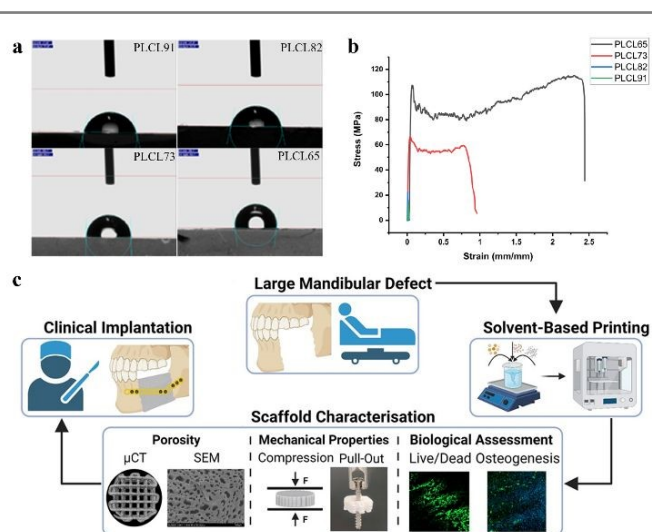 a
PLCL91
PLCL82
PLCL73
PLCL65
b
PLCL65
PLCL73
PLCL82
PLCL91
Stress (MPa)
120
100
80
60
40
20
0
0.0
0.5
1
1.5
2.0
2.5
Strain (mm/mm)
c
Large Mandibular Defect
Clinical Implantation
Solvent-Based Printing
Scaffold Characterisation
Porosity
Mechanical Properties
Biological Assessment
µCT
SEM
Compression
Pull-Out
Live/Dead
Osteogenesis
F
F